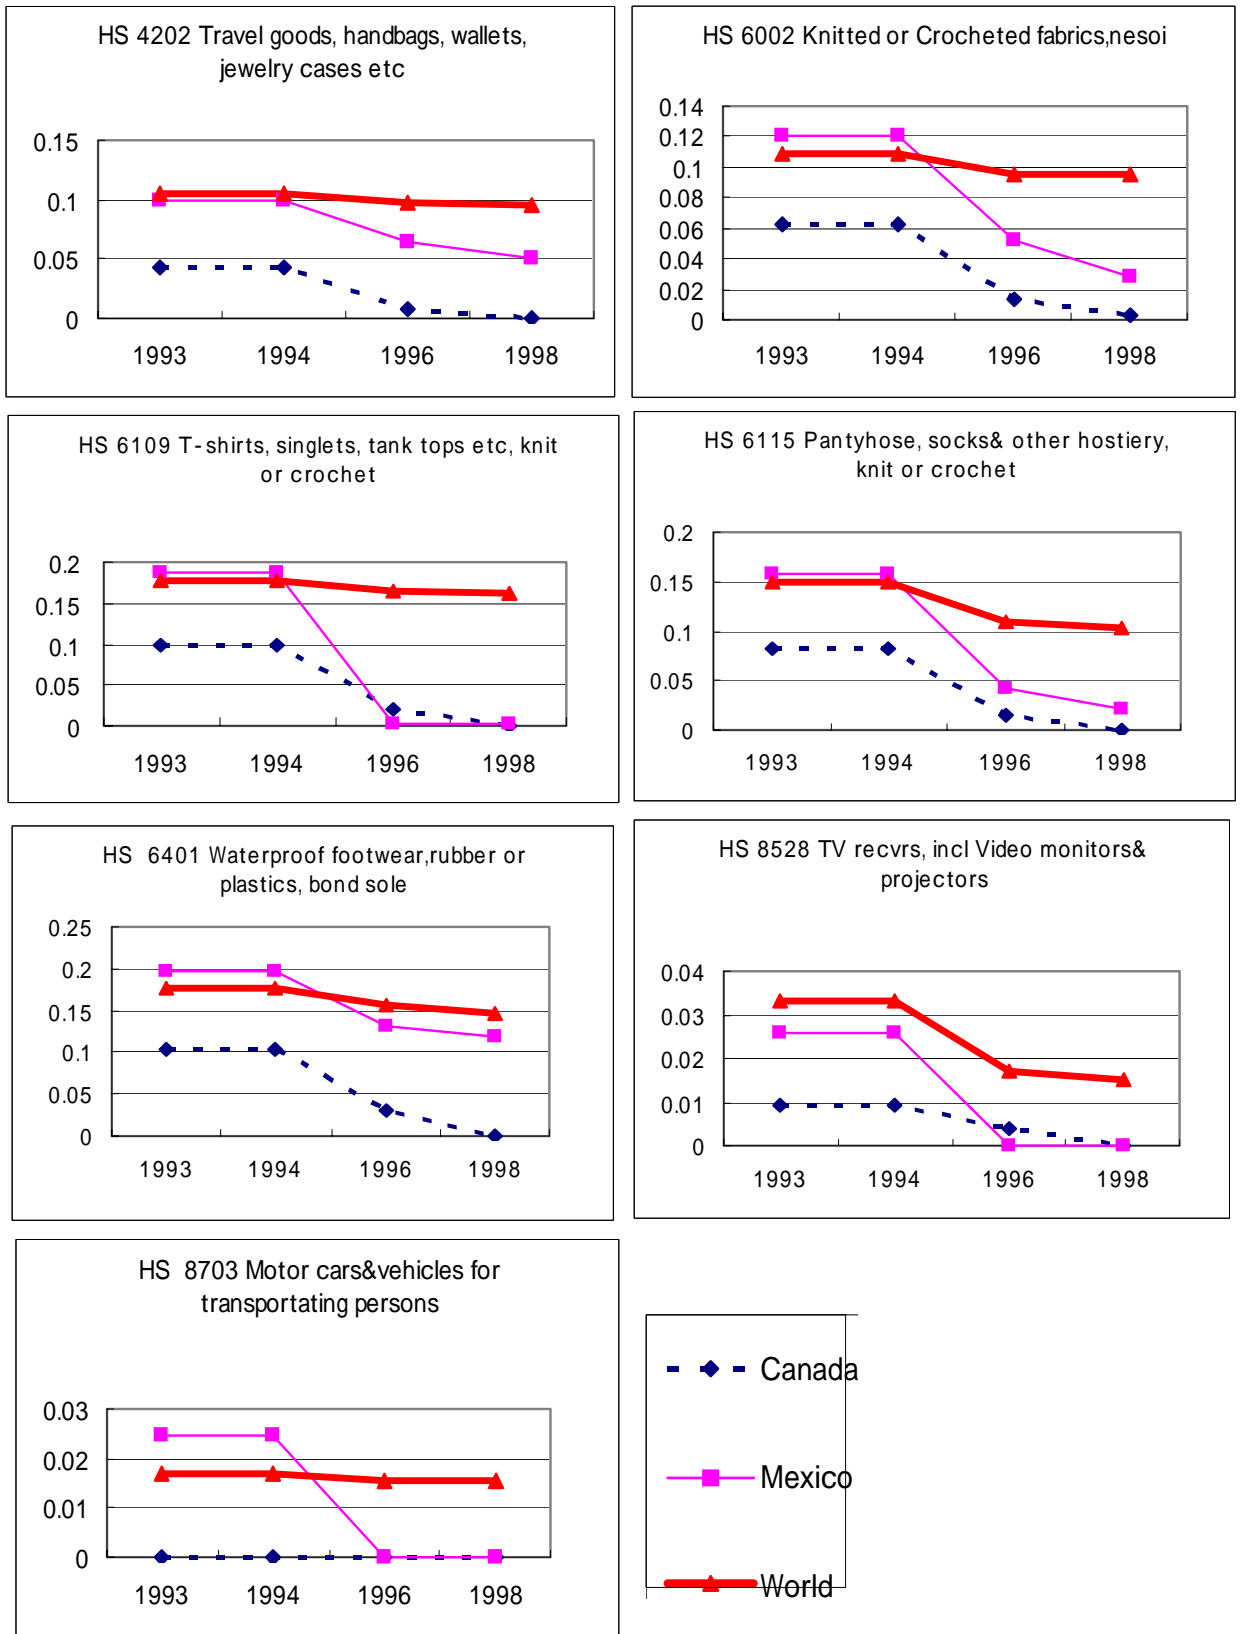 HS 4202 Travel goods, handbags, wallets,
jewelry cases etc
0.15
0.1
0.05
0
1993 1994 1996 1998
HS 6002 Knitted or Crocheted fabrics,nesoi
0.14
0.12
0.1
0.08
0.06
0.04
0.02
0
1993 1994 1996 1998
HS 6109 T-shirts, singlets, tank tops etc, knit
or crochet
0.2
0.15
0.1
0.05
0
1993 1994 1996 1998
HS 6115 Pantyhose, socks& other hostiery,
knit or crochet
0.2
0.15
0.1
0.05
0
1993 1994 1996 1998
HS 6401 Waterproof footwear,rubber or
plastics, bond sole
0.25
0.2
0.15
0.1
0.05
0
1993 1994 1996 1998
HS 8528 TV recvrs, incl Video monitors&
projectors
0.04
0.03
0.02
0.01
0
1993 1994 1996 1998
HS 8703 Motor cars&vehicles for
transportating persons
0.03
0.02
0.01
0
1993 1994 1996 1998
Canada
Mexico
World